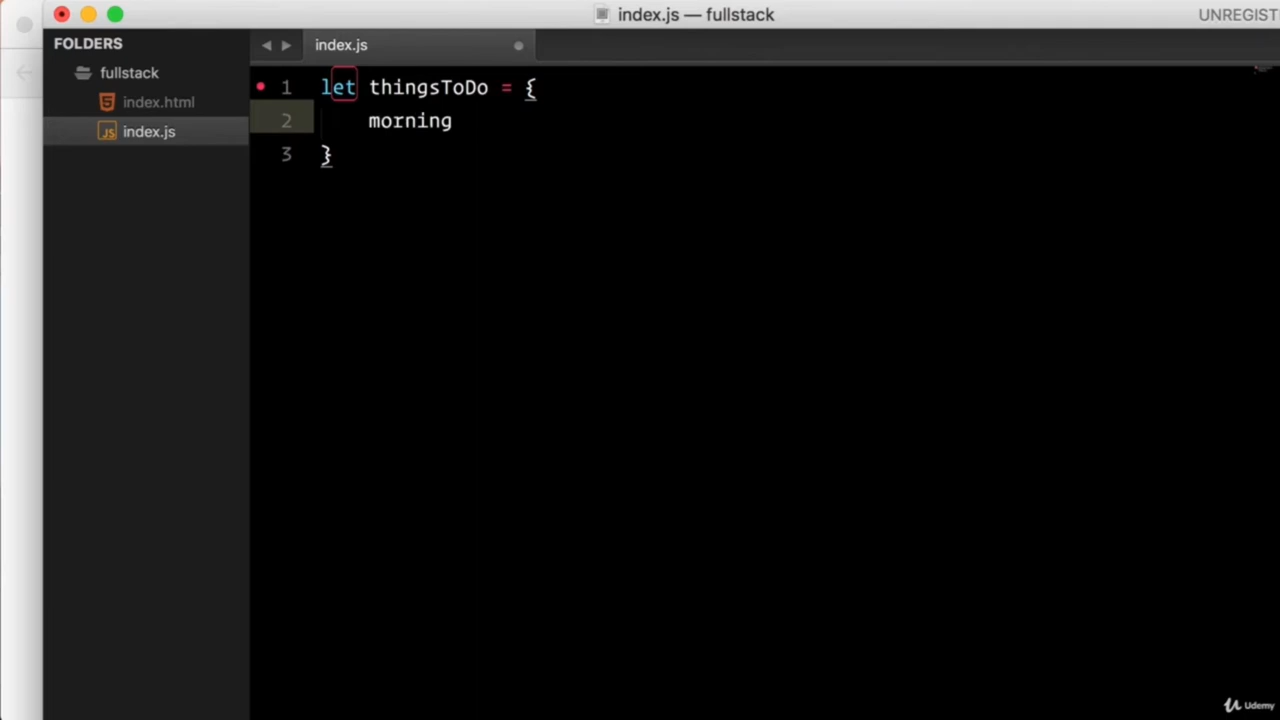 index.js — fullstack
UNREGIST
FOLDERS
fullstack
index.html
index.js
index.js
1 let thingsToDo = {
2 morning
3 }
Udemy